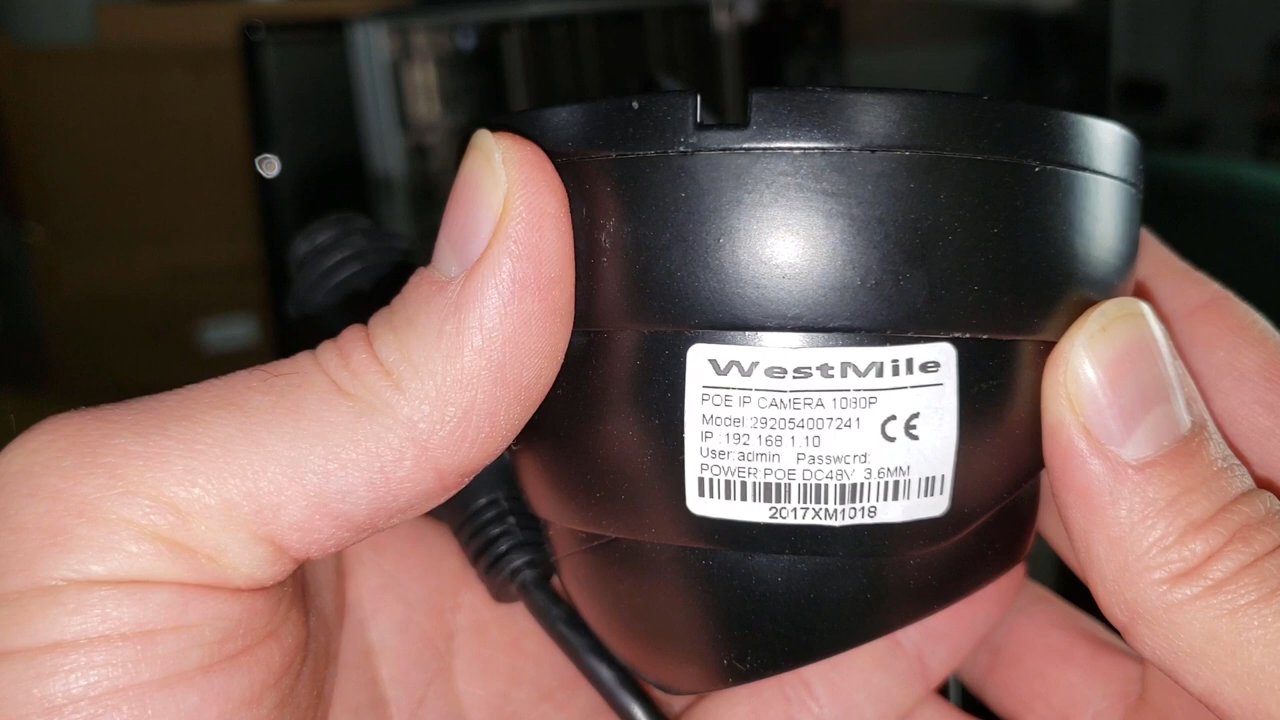 WestMile
POE IP CAMERA 1080P
Model:292054007241
CE
IP :192 168 1.10
User:admin Password:
POWER:POE DC48V 3.6MM
2017XM1018